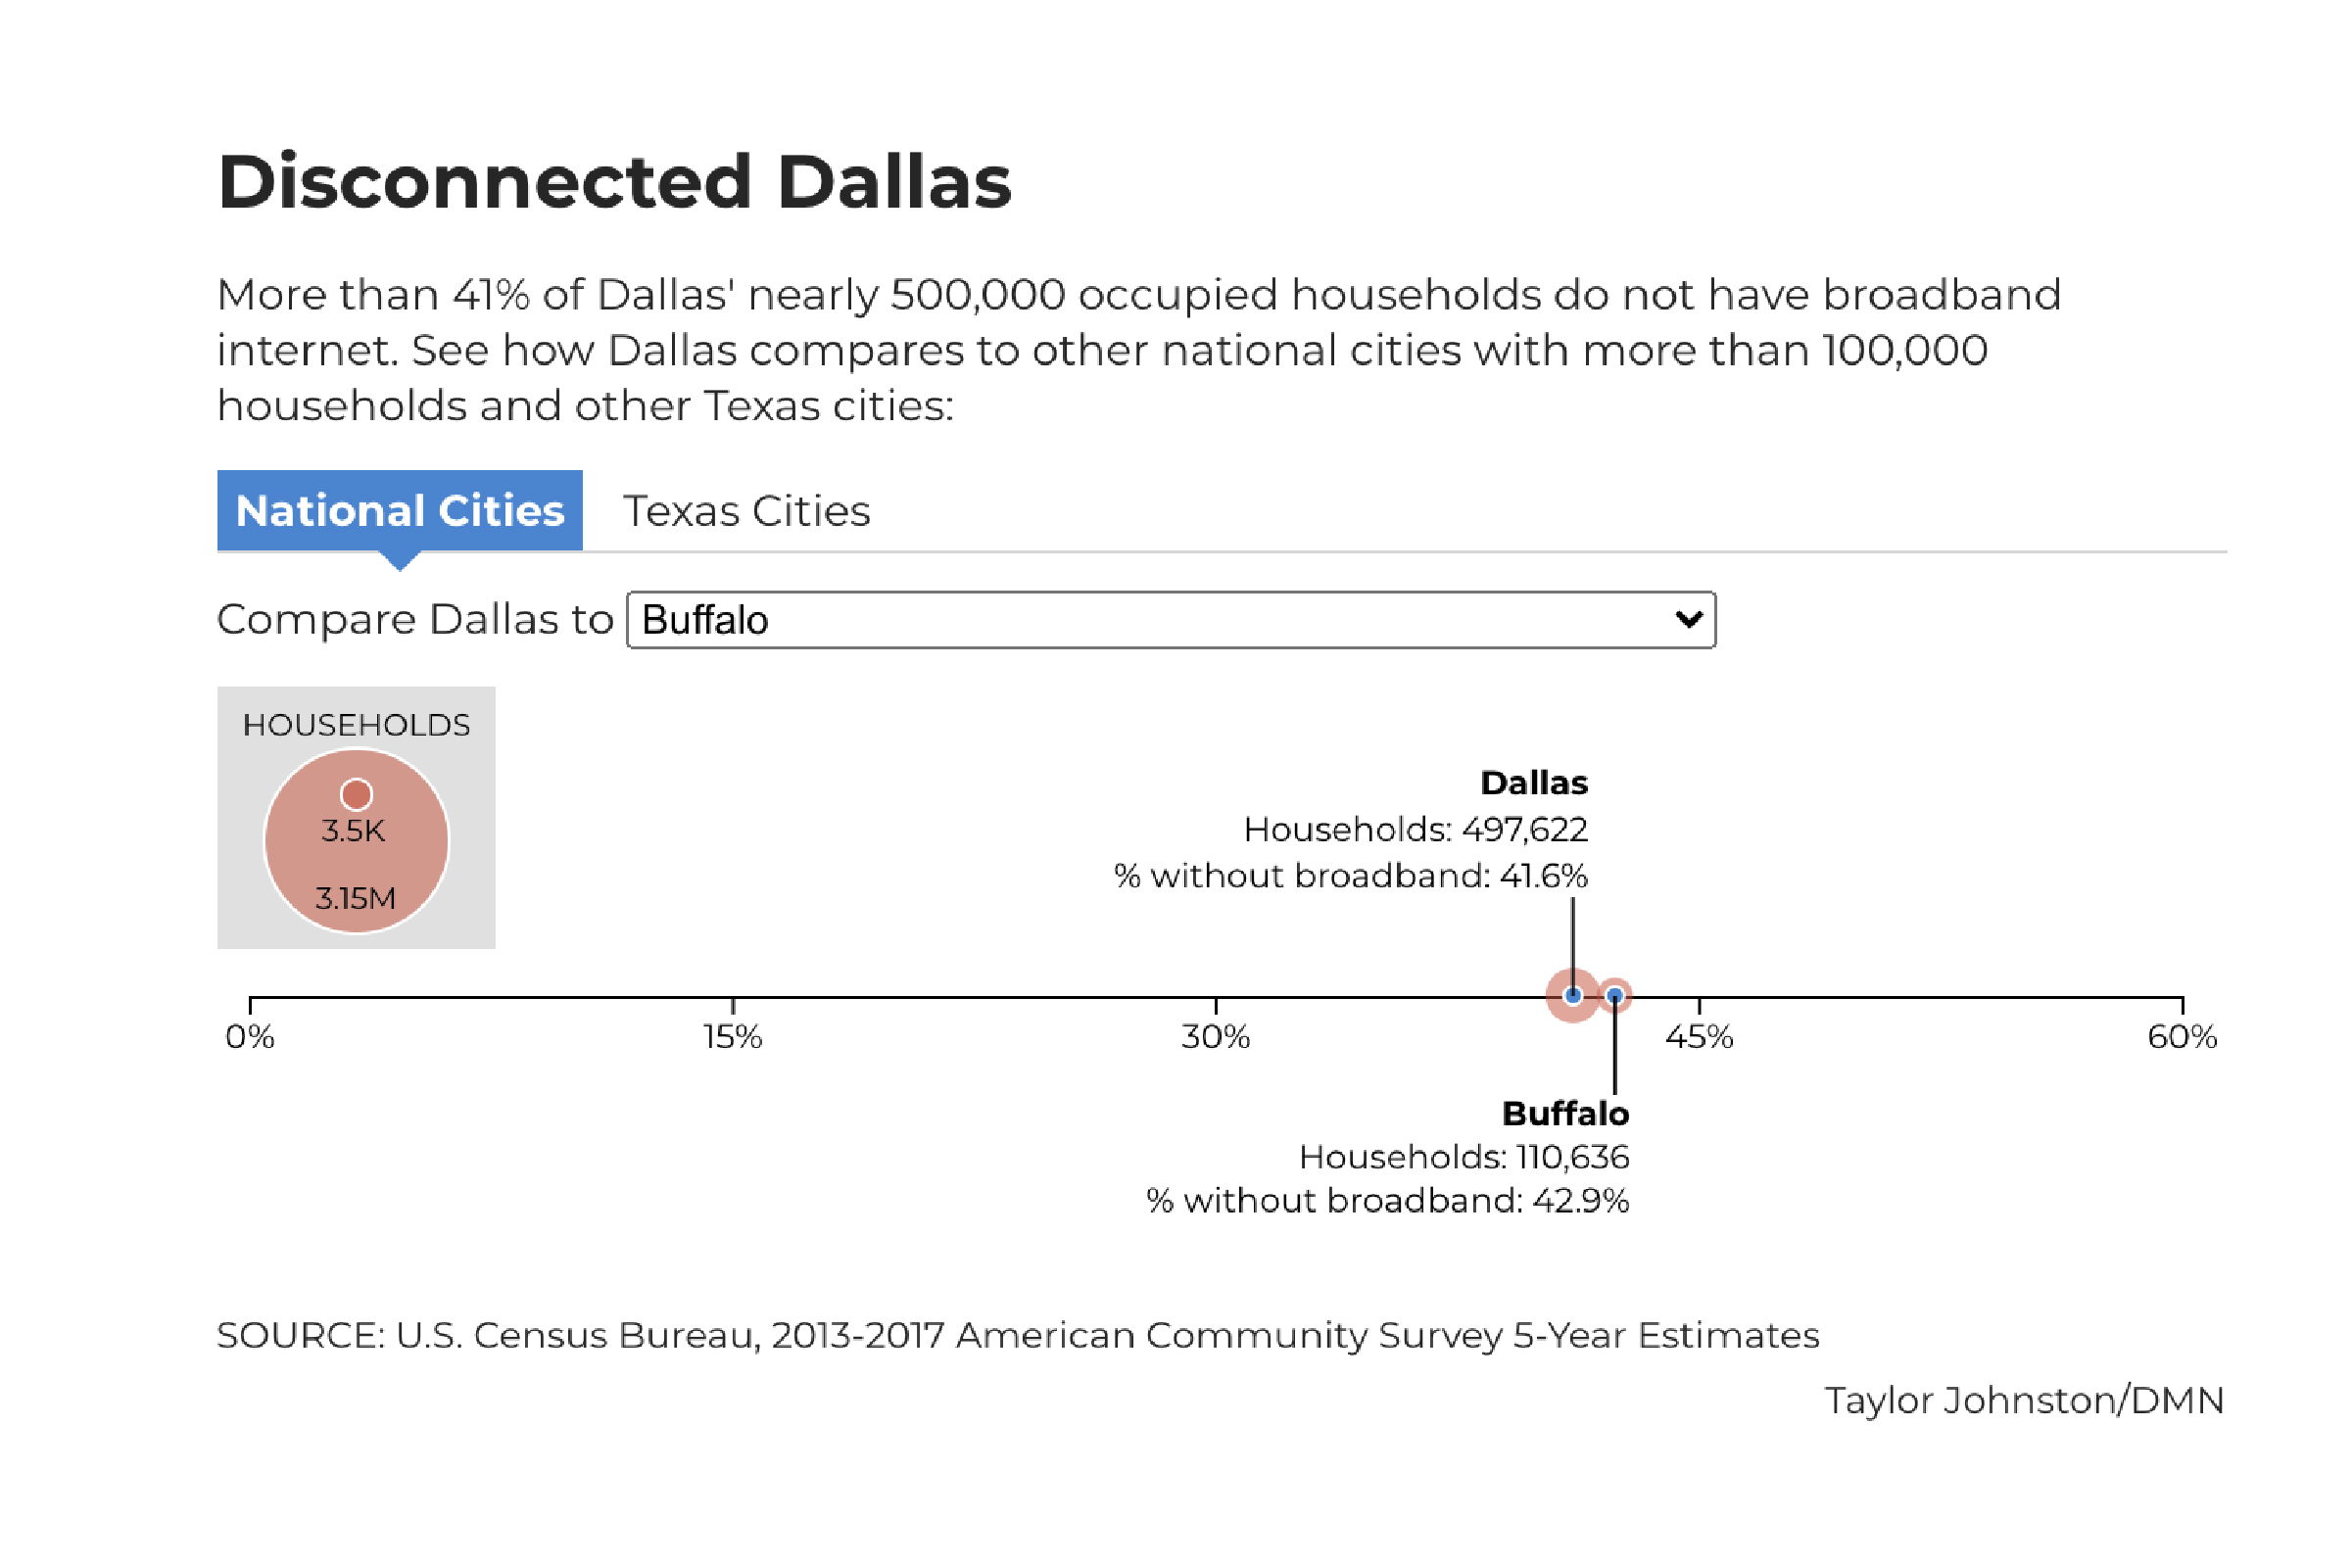 Disconnected Dallas
More than 41% of Dallas' nearly 500,000 occupied households do not have broadband
internet. See how Dallas compares to other national cities with more than 100,000
households and other Texas cities:
National Cities Texas Cities
Compare Dallas to Buffalo
HOUSEHOLDS
3.5K
3.15M
Dallas
Households: 497,622
% without broadband: 41.6%
0% 15% 30% 45% 60%
Buffalo
Households: 110,636
% without broadband: 42.9%
SOURCE: U.S. Census Bureau, 2013-2017 American Community Survey 5-Year Estimates
Taylor Johnston/DMN